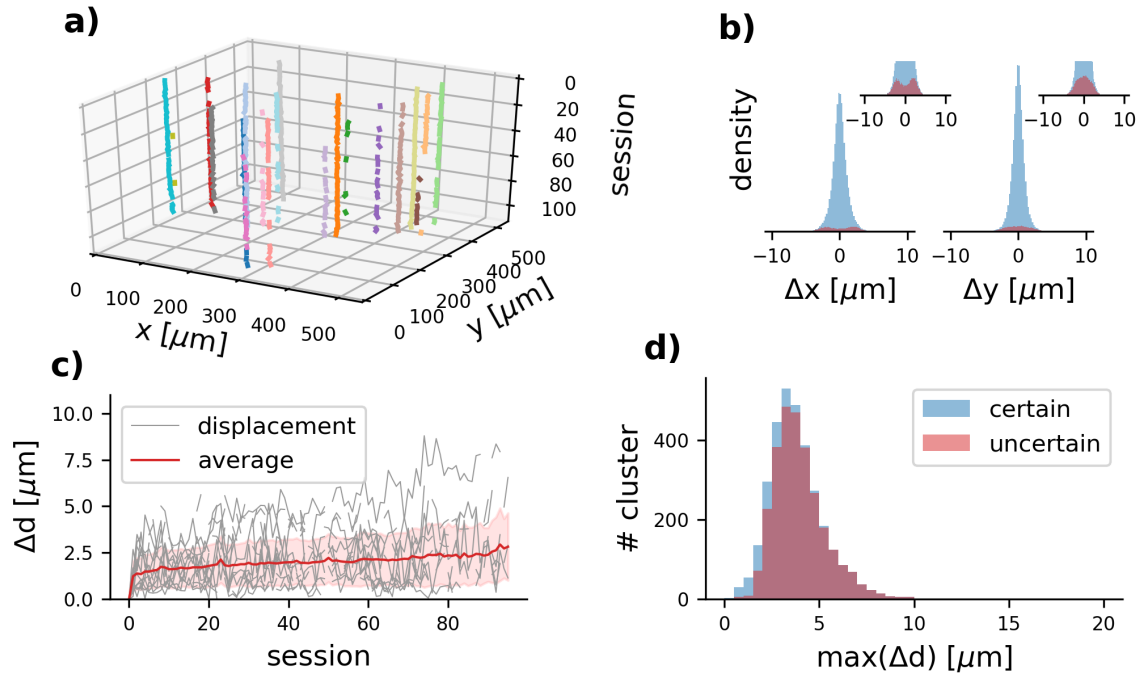 a)
0
20
40
60
80
100
session
0
100
200
300
400
500
x [μm]
0
100
200
300
400
500
y [μm]
b)
density
−10 0 10
−10 0 10
−10 0 10
−10 0 10
Δx [μm]
Δy [μm]
c)
10.0
7.5
5.0
2.5
0.0
Δd [μm]
displacement
average
0 20 40 60 80
session
d)
400
200
0
# cluster
certain
uncertain
0 5 10 15 20
max(Δd) [μm]